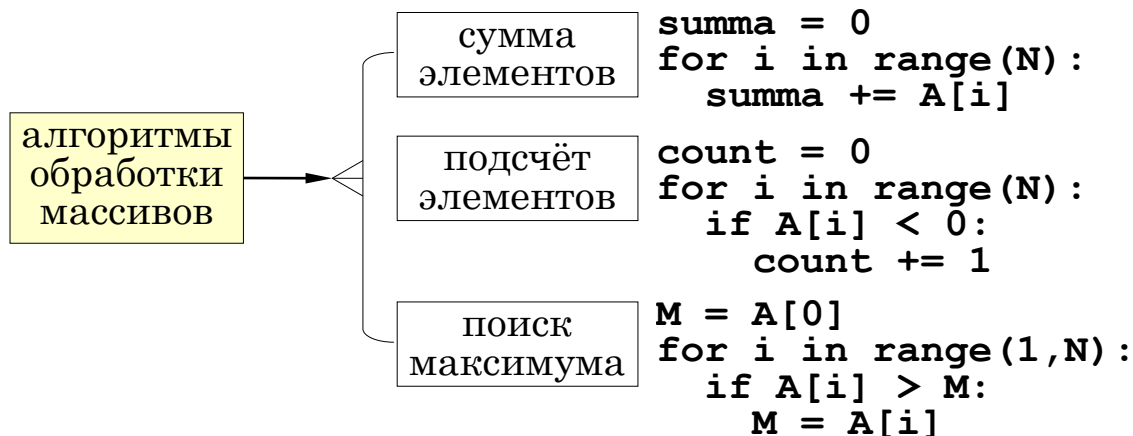 алгоритмы
обработки
массивов
сумма
элементов
summa = 0
for i in range(N):
  summa += A[i]
подсчёт
элементов
count = 0
for i in range(N):
  if A[i] < 0:
    count += 1
поиск
максимума
M = A[0]
for i in range(1,N):
  if A[i] > M:
    M = A[i]